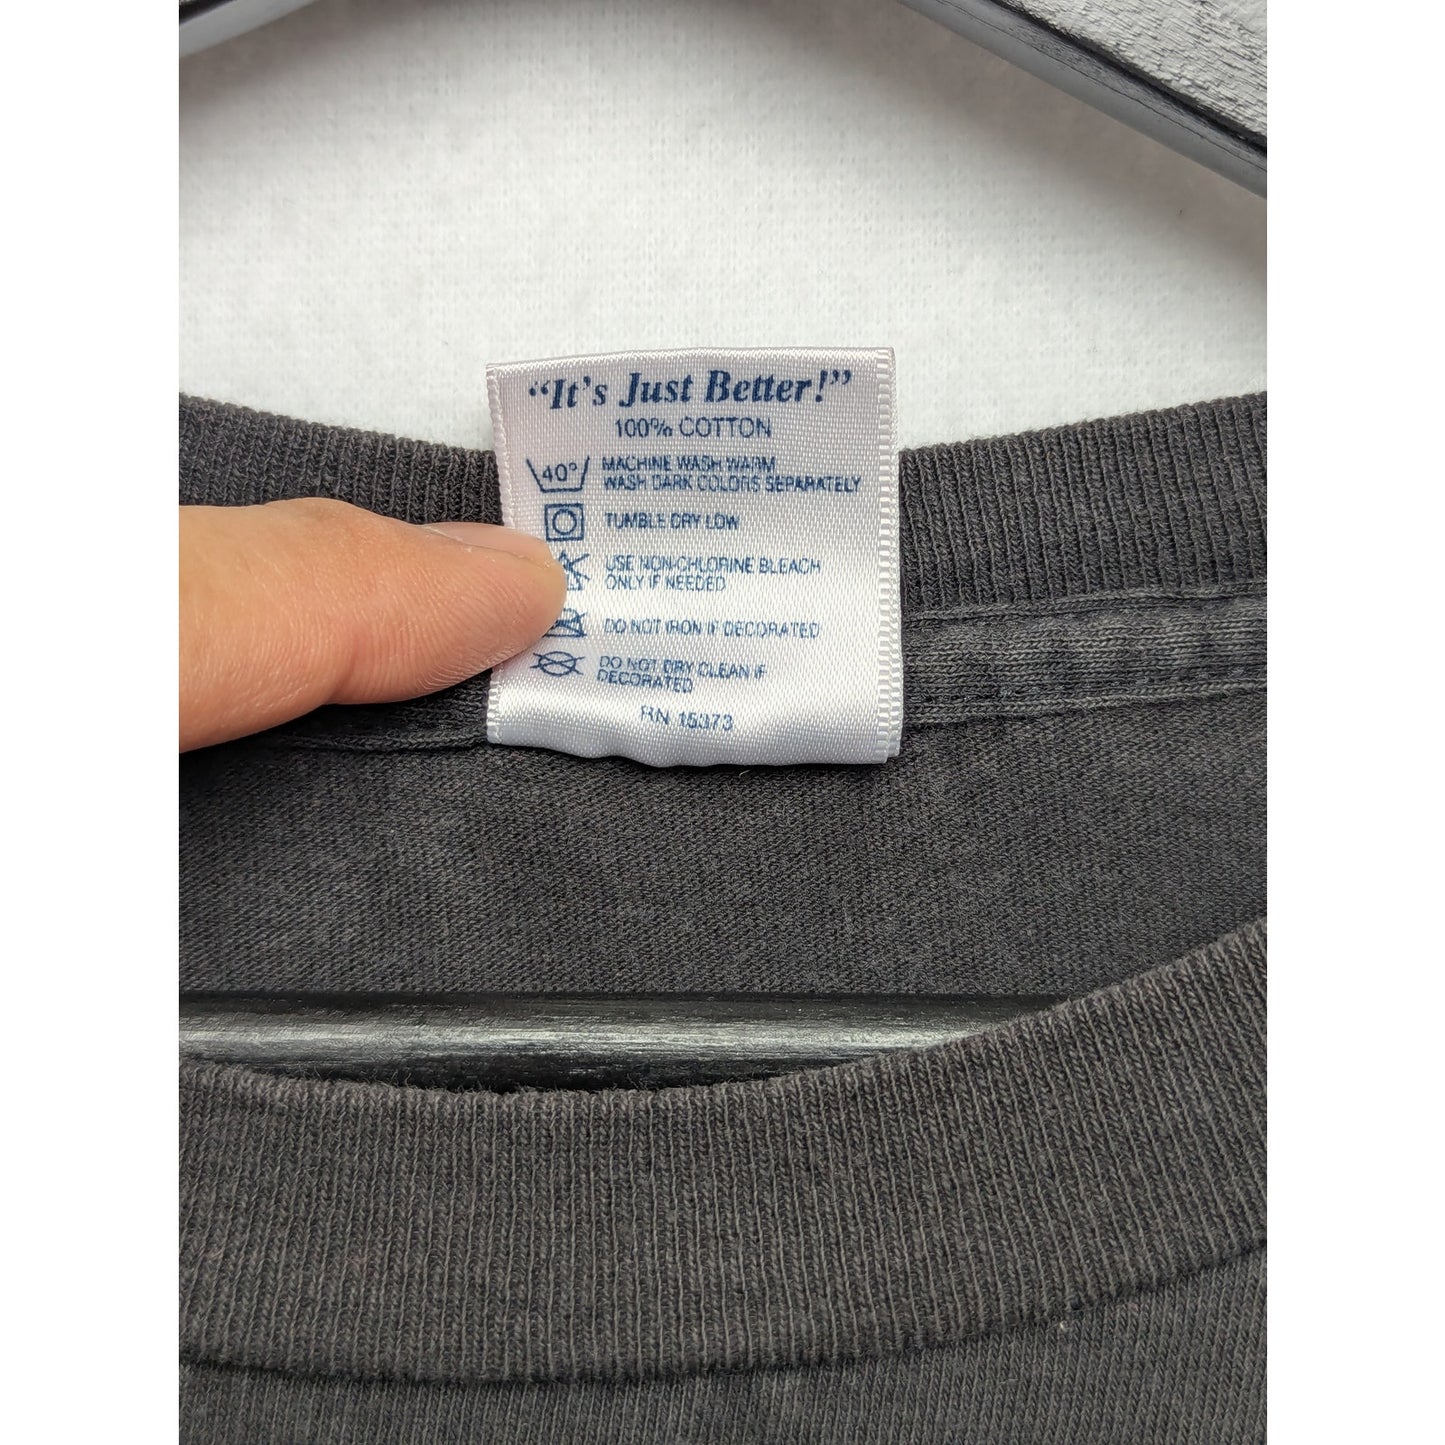 “It's Just Better!”
100% COTTON
40° MACHINE WASH WARM
WASH DARK COLORS SEPARATELY
TUMBLE DRY LOW
USE NON-CHLORINE BLEACH
ONLY IF NEEDED
DO NOT IRON IF DECORATED
DO NOT DRY CLEAN IF
DECORATED
RN 15373